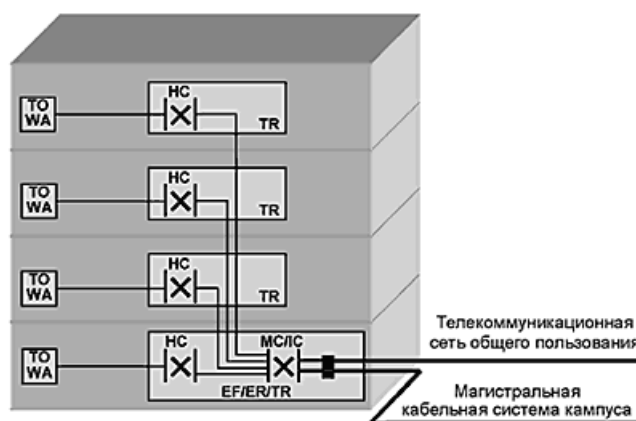 HC
TO
WA
TR
HC
TO
WA
TR
HC
TO
WA
TR
HC
MC/IC
TO
WA
EF/ER/TR
Телекоммуникационная
сеть общего пользования
Магистральная
кабельная система кампуса